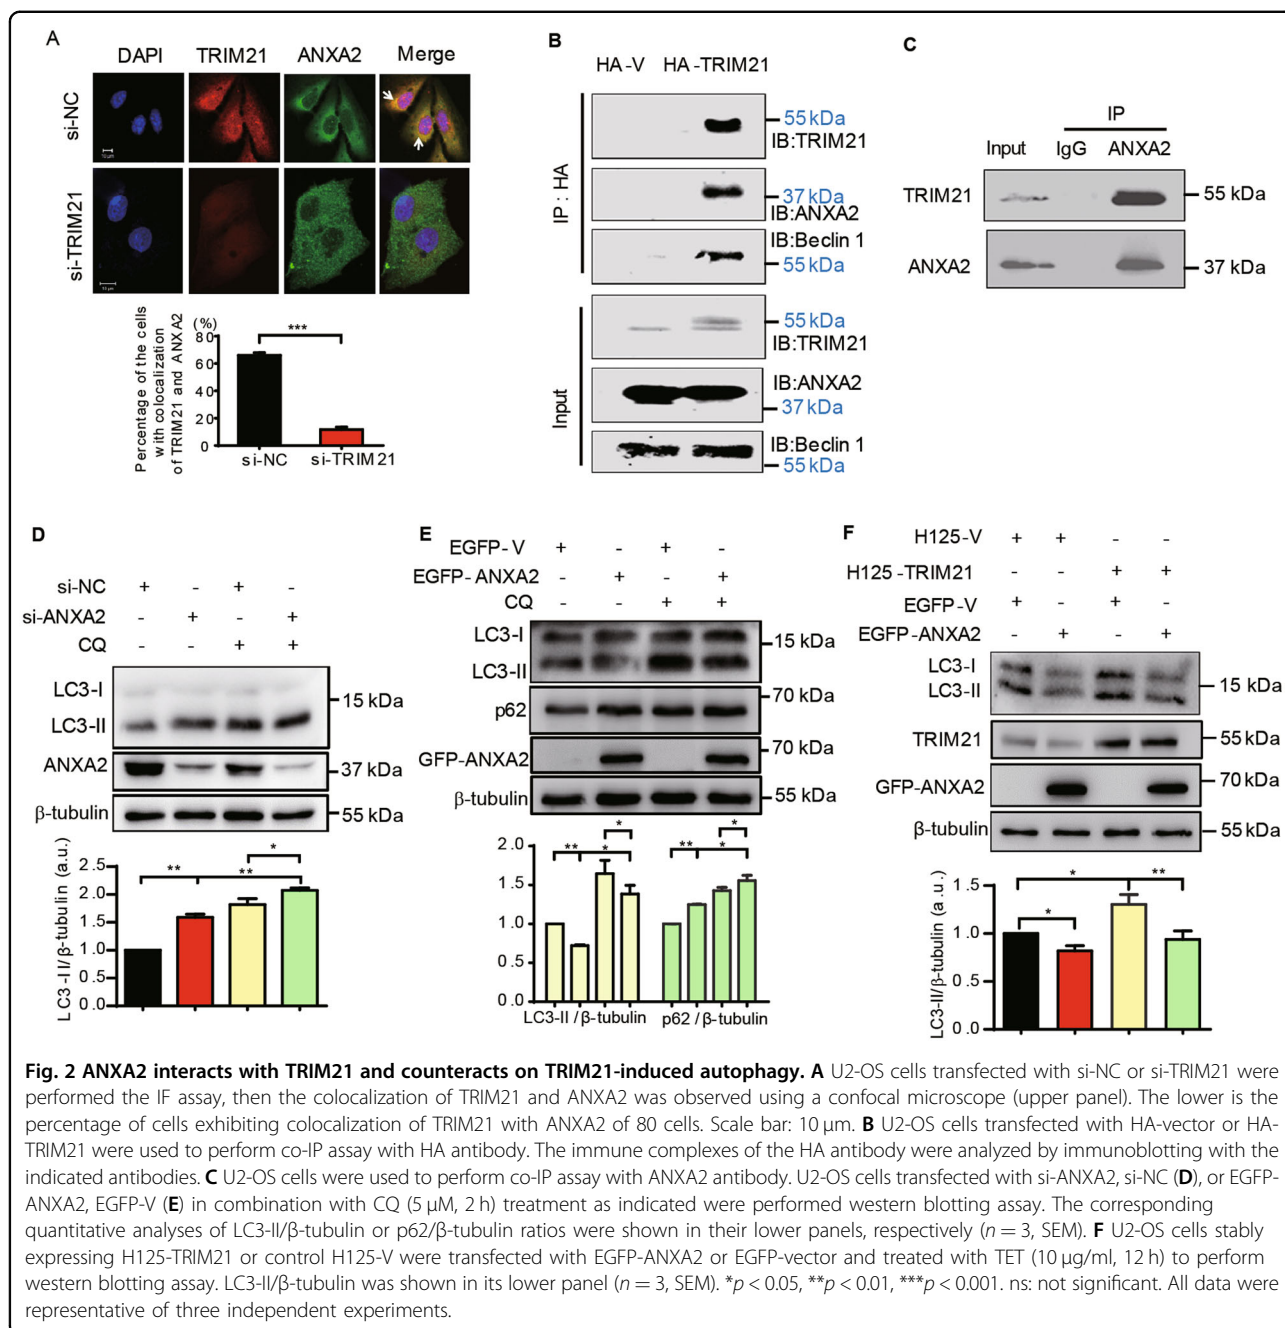 A
DAPI TRIM21 ANXA2 Merge
si-NC
si-TRIM21
10 μm
10 μm
Percentage of the cells
with colocalization
of TRIM21 and ANXA2
(%)
80
60
40
20
0
***
si-NC si-TRIM21
B
HA-V HA-TRIM21
IP: HA
55 kDa
IB:TRIM21
37 kDa
IB:ANXA2
IB:Beclin 1
55 kDa
Input
55 kDa
IB:TRIM21
IB:ANXA2
37 kDa
IB:Beclin 1
55 kDa
C
IP
Input IgG ANXA2
TRIM21 55 kDa
ANXA2 37 kDa
D
si-NC + - + -
si-ANXA2 - + - +
CQ - - + +
LC3-I
15 kDa
LC3-II
ANXA2 37 kDa
β-tubulin 55 kDa
LC3-II/β-tubulin (a.u.)
2.5
2.0
1.5
1.0
0.5
0.0
** ** *
E
EGFP-V + - + -
EGFP-ANXA2 - + - +
CQ - - + +
LC3-I
15 kDa
LC3-II
70 kDa
p62
70 kDa
GFP-ANXA2
β-tubulin 55 kDa
2.0
1.5
1.0
0.5
0.0
** * * ** * *
LC3-II/β-tubulin p62/β-tubulin
F
H125-V + + - -
H125-TRIM21 - - + +
EGFP-V + - + -
EGFP-ANXA2 - + - +
LC3-I
LC3-II 15 kDa
TRIM21 55 kDa
GFP-ANXA2 70 kDa
β-tubulin 55 kDa
LC3-II/β-tubulin (a.u.)
1.5
1.0
0.5
0.0
* * **
Fig. 2 ANXA2 interacts with TRIM21 and counteracts on TRIM21-induced autophagy. A U2-OS cells transfected with si-NC or si-TRIM21 were
performed the IF assay, then the colocalization of TRIM21 and ANXA2 was observed using a confocal microscope (upper panel). The lower is the
percentage of cells exhibiting colocalization of TRIM21 with ANXA2 of 80 cells. Scale bar: 10 μm. B U2-OS cells transfected with HA-vector or HA-
TRIM21 were used to perform co-IP assay with HA antibody. The immune complexes of the HA antibody were analyzed by immunoblotting with the
indicated antibodies. C U2-OS cells were used to perform co-IP assay with ANXA2 antibody. U2-OS cells transfected with si-ANXA2, si-NC (D), or EGFP-
ANXA2, EGFP-V (E) in combination with CQ (5 μM, 2 h) treatment as indicated were performed western blotting assay. The corresponding
quantitative analyses of LC3-II/β-tubulin or p62/β-tubulin ratios were shown in their lower panels, respectively (n = 3, SEM). F U2-OS cells stably
expressing H125-TRIM21 or control H125-V were transfected with EGFP-ANXA2 or EGFP-vector and treated with TET (10 μg/ml, 12 h) to perform
western blotting assay. LC3-II/β-tubulin was shown in its lower panel (n = 3, SEM). *p < 0.05, **p < 0.01, ***p < 0.001. ns: not significant. All data were
representative of three independent experiments.